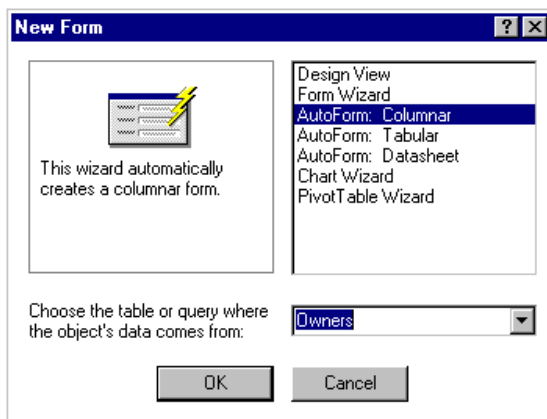 New Form
This wizard automatically
creates a columnar form.
Design View
Form Wizard
AutoForm: Columnar
AutoForm: Tabular
AutoForm: Datasheet
Chart Wizard
PivotTable Wizard
Choose the table or query where
the object's data comes from:
Owners
OK
Cancel